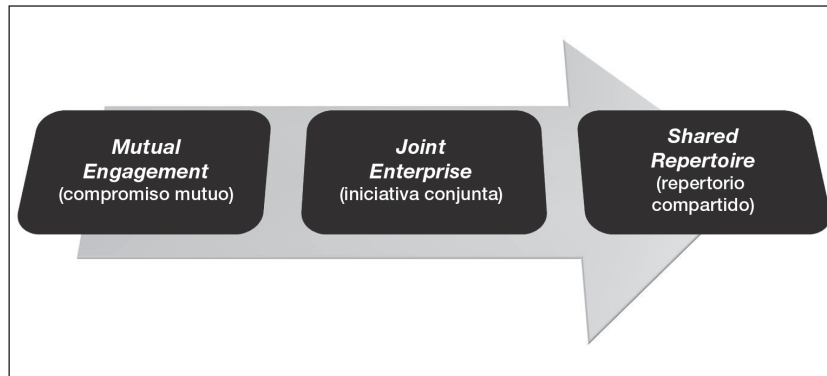 Mutual
Engagement
(compromiso mutuo)
Joint
Enterprise
(iniciativa conjunta)
Shared
Repertoire
(repertorio
compartido)